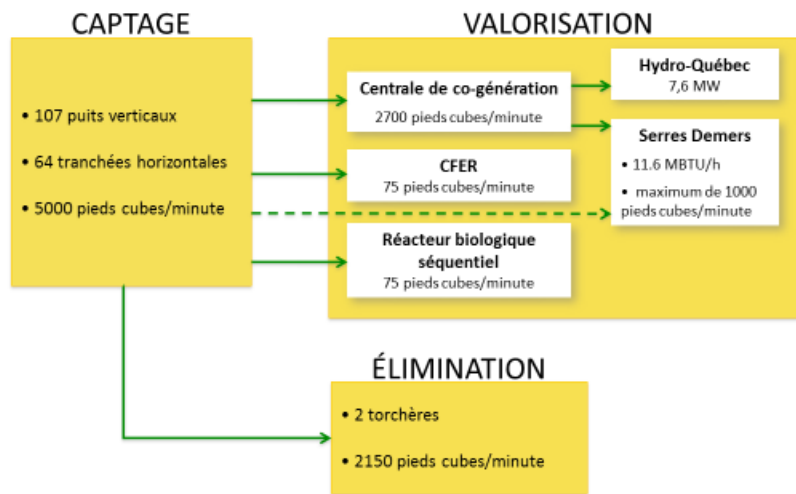 CAPTAGE
• 107 puits verticaux
• 64 tranchées horizontales
• 5000 pieds cubes/minute
VALORISATION
Centrale de co-génération
2700 pieds cubes/minute
CFER
75 pieds cubes/minute
Réacteur biologique
séquentiel
75 pieds cubes/minute
Hydro-Québec
7,6 MW
Serres Demers
• 11.6 MBTU/h
• maximum de 1000
pieds cubes/minute
ÉLIMINATION
• 2 torchères
• 2150 pieds cubes/minute